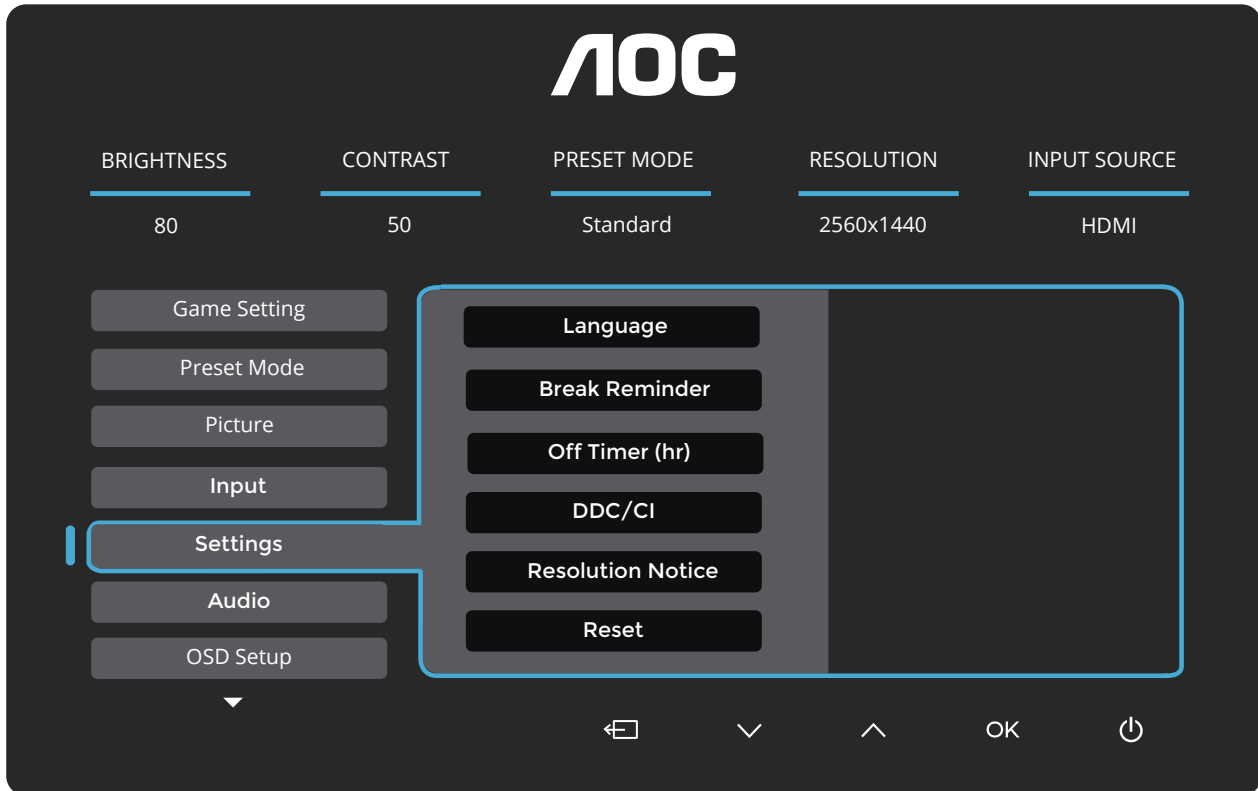 AOC
BRIGHTNESS CONTRAST PRESET MODE RESOLUTION INPUT SOURCE
80 50 Standard 2560x1440 HDMI
Game Setting
Preset Mode
Picture
Input
Settings
Audio
OSD Setup
Language
Break Reminder
Off Timer (hr)
DDC/CI
Resolution Notice
Reset
OK